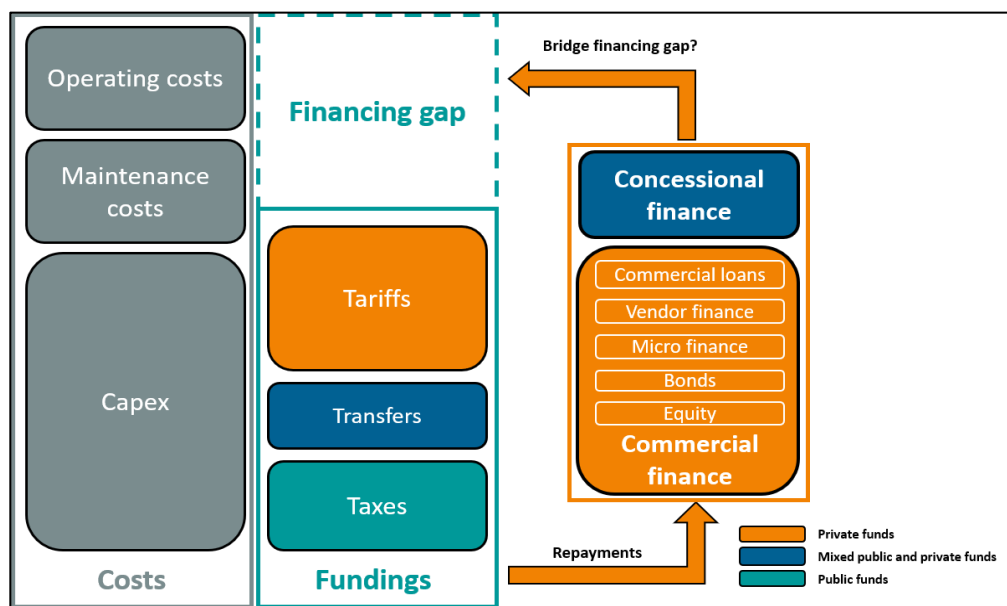 Operating costs
Maintenance
costs
Capex
Costs
Financing gap
Tariffs
Transfers
Taxes
Fundings
Bridge financing gap?
Concessional
finance
Commercial loans
Vendor finance
Micro finance
Bonds
Equity
Commercial
finance
Repayments
Private funds
Mixed public and private funds
Public funds